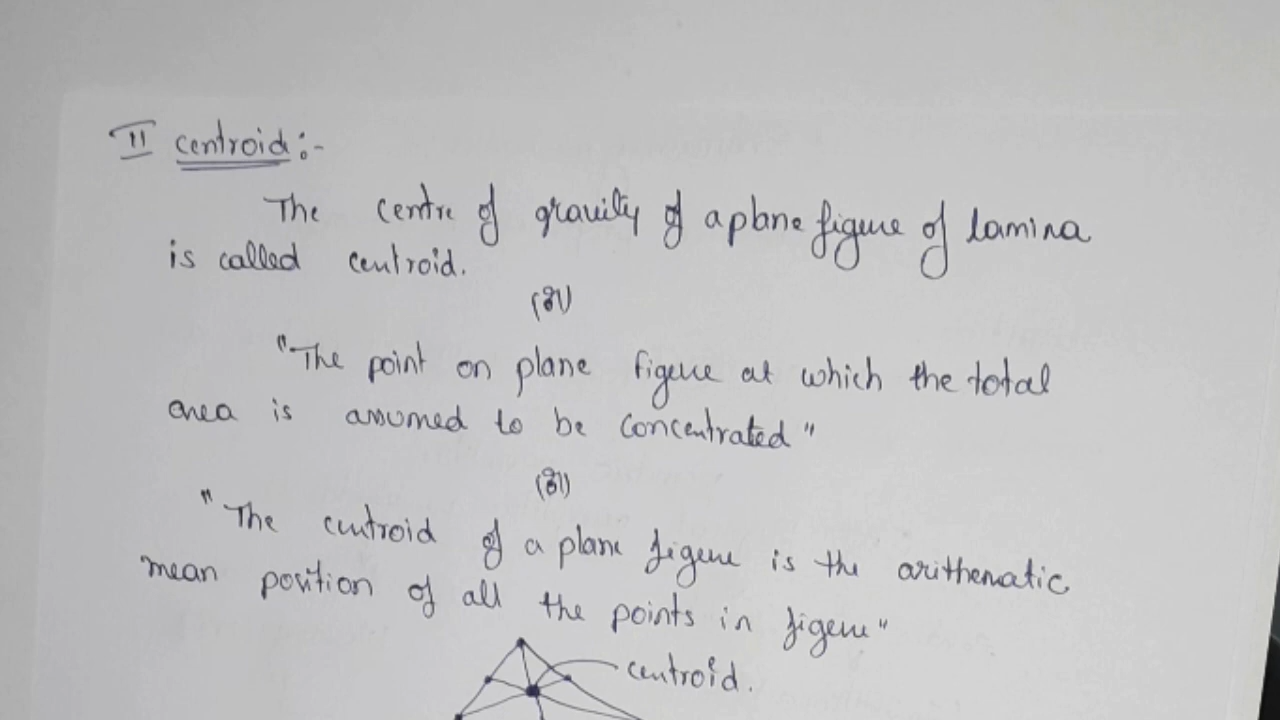 II centroid:-
The centre of gravity of a plane figure of lamina
is called centroid.
(or)
"The point on plane figure at which the total
area is assumed to be concentrated"
(or)
"The centroid of a plane figure is the arithematic
mean position of all the points in figure"
centroid.